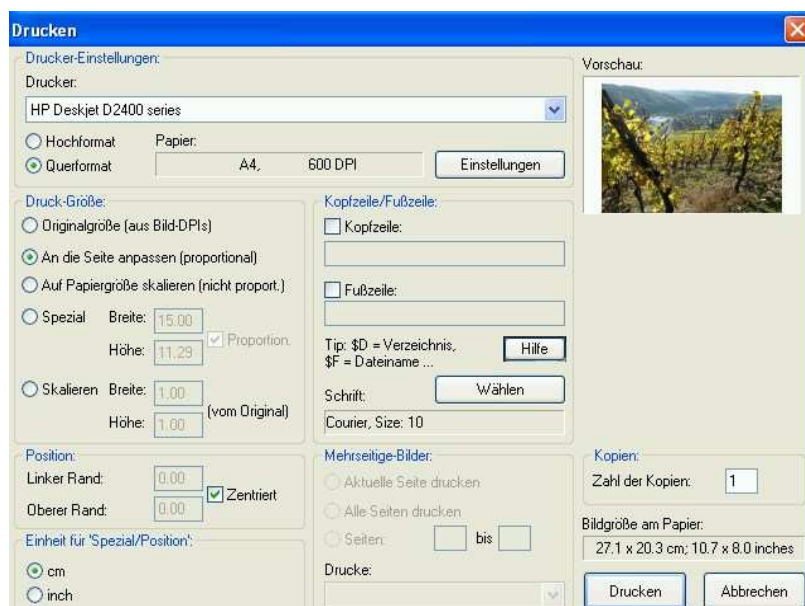 Drucken
Drucker-Einstellungen:
Drucker:
HP Deskjet D2400 series
Hochformat
Querformat
Papier:
A4, 600 DPI
Einstellungen
Vorschau:
Druck-Größe:
Originalgröße (aus Bild-DPIs)
An die Seite anpassen (proportional)
Auf Papiergröße skalieren (nicht proport.)
Spezial Breite: 15.00
Höhe: 11.29
Proportion.
Skalieren Breite: 1.00
Höhe: 1.00
(vom Original)
Kopfzeile/Fußzeile:
Kopfzeile:
Fußzeile:
Tip: $D = Verzeichnis,
$F = Dateiname ...
Hilfe
Schrift:
Wählen
Courier, Size: 10
Position:
Linker Rand: 0.00
Oberer Rand: 0.00
Zentriert
Einheit für 'Spezial/Position':
cm
inch
Mehrseitige-Bilder:
Aktuelle Seite drucken
Alle Seiten drucken
Seiten: bis
Drucke:
Kopien:
Zahl der Kopien: 1
Bildgröße am Papier:
27.1 x 20.3 cm; 10.7 x 8.0 inches
Drucken
Abbrechen